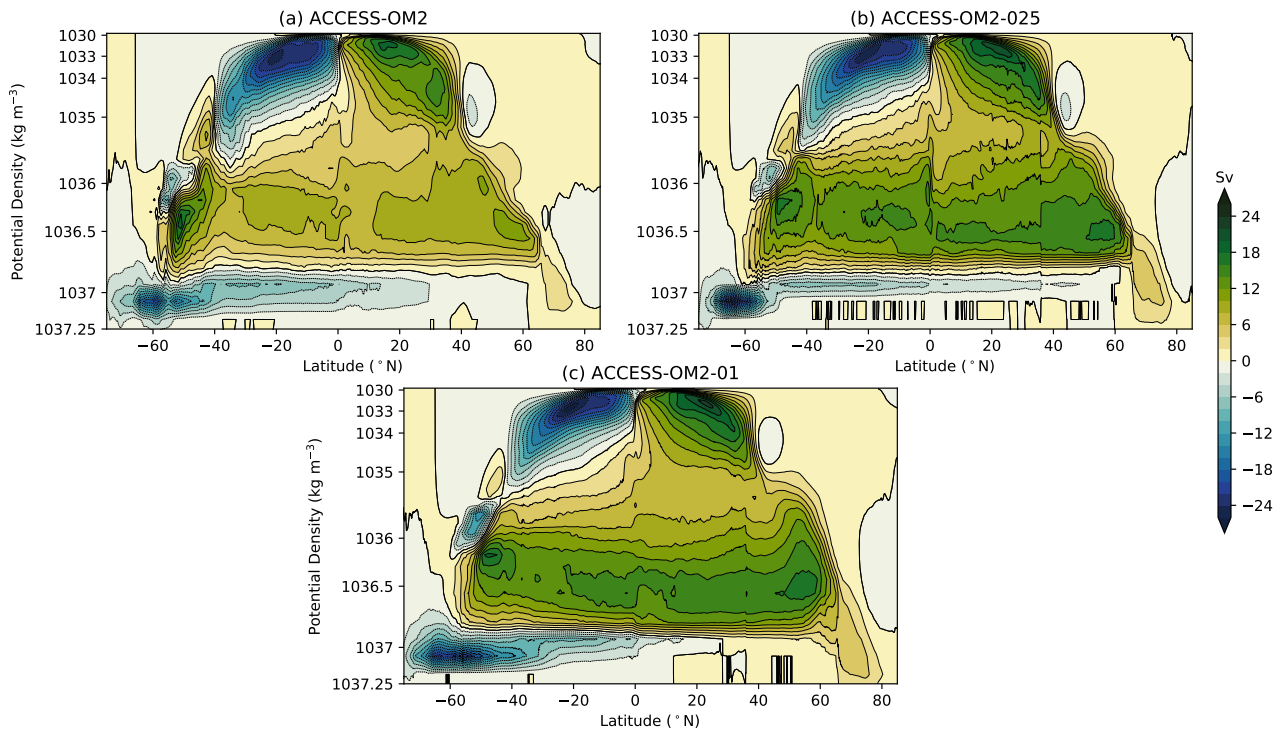 (a) ACCESS-OM2
(b) ACCESS-OM2-025
1030
1033
1034
1035
1036
1036.5
1037
1037.25
Potential Density (kg m⁻³)
−60 −40 −20 0 20 40 60 80
Latitude (°N)
1030
1033
1034
1035
1036
1036.5
1037
1037.25
−60 −40 −20 0 20 40 60 80
Latitude (°N)
Sv
24
18
12
6
0
−6
−12
−18
−24
(c) ACCESS-OM2-01
1030
1033
1034
1035
1036
1036.5
1037
1037.25
Potential Density (kg m⁻³)
−60 −40 −20 0 20 40 60 80
Latitude (°N)